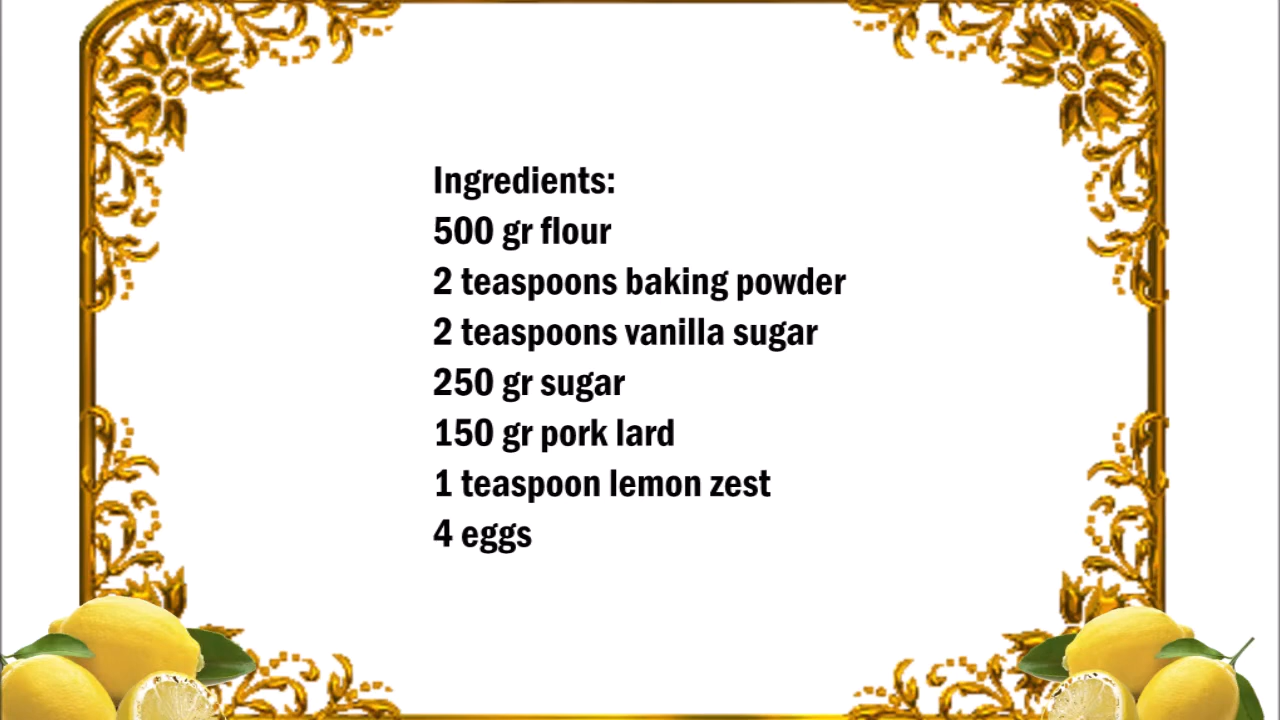 Ingredients:
500 gr flour
2 teaspoons baking powder
2 teaspoons vanilla sugar
250 gr sugar
150 gr pork lard
1 teaspoon lemon zest
4 eggs